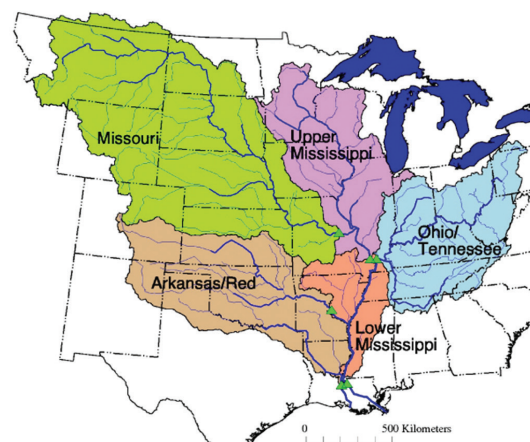 Missouri
Upper
Mississippi
Ohio/
Tennessee
Arkansas/Red
Lower
Mississippi
0 500 Kilometers